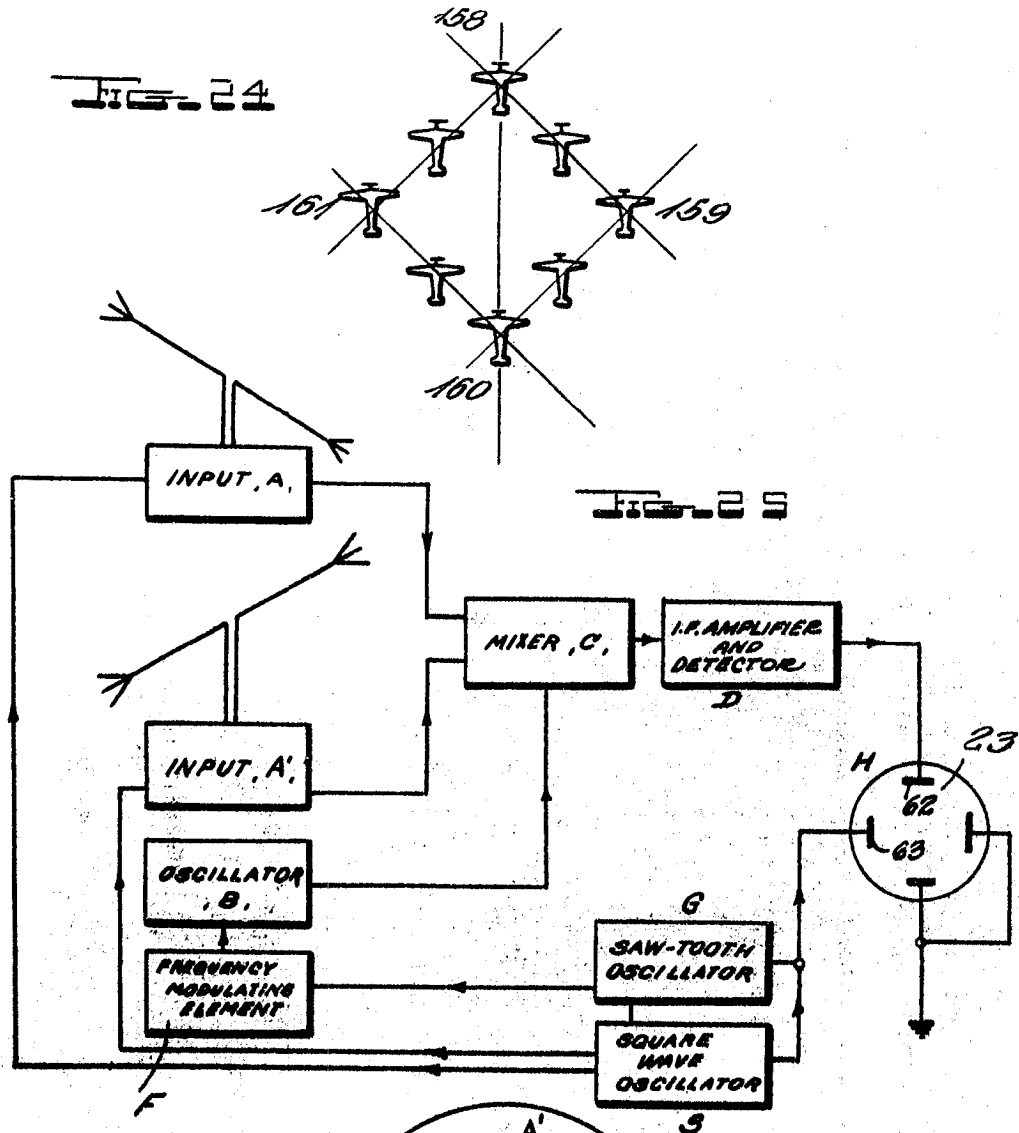 Fig. 24
158
161
159
160
INPUT, A,
Fig. 25
MIXER, C,
I.F. AMPLIFIER
AND
DETECTOR
D
INPUT, A',
H
23
62
63
OSCILLATOR
, B,
G
SAW-TOOTH
OSCILLATOR
FREQUENCY
MODULATING
ELEMENT
SQUARE
WAVE
OSCILLATOR
F
S
A'